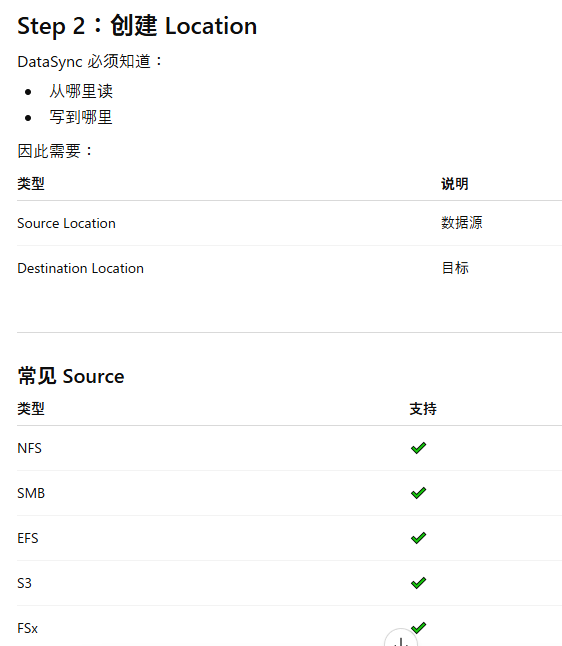 Step 2：创建 Location
DataSync 必须知道：
从哪里读
写到哪里
因此需要：
类型 说明
Source Location 数据源
Destination Location 目标
常见 Source
类型 支持
NFS ✔
SMB ✔
EFS ✔
S3 ✔
FSx ✔